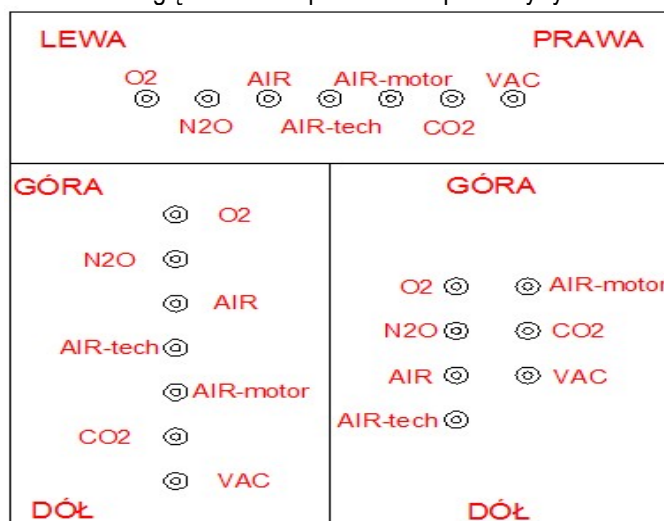 LEWA PRAWA
O2 AIR AIR-motor VAC
N2O AIR-tech CO2
GÓRA
O2
N2O
AIR
AIR-tech
AIR-motor
CO2
VAC
DÓŁ
GÓRA
O2 AIR-motor
N2O CO2
AIR VAC
AIR-tech
DÓŁ